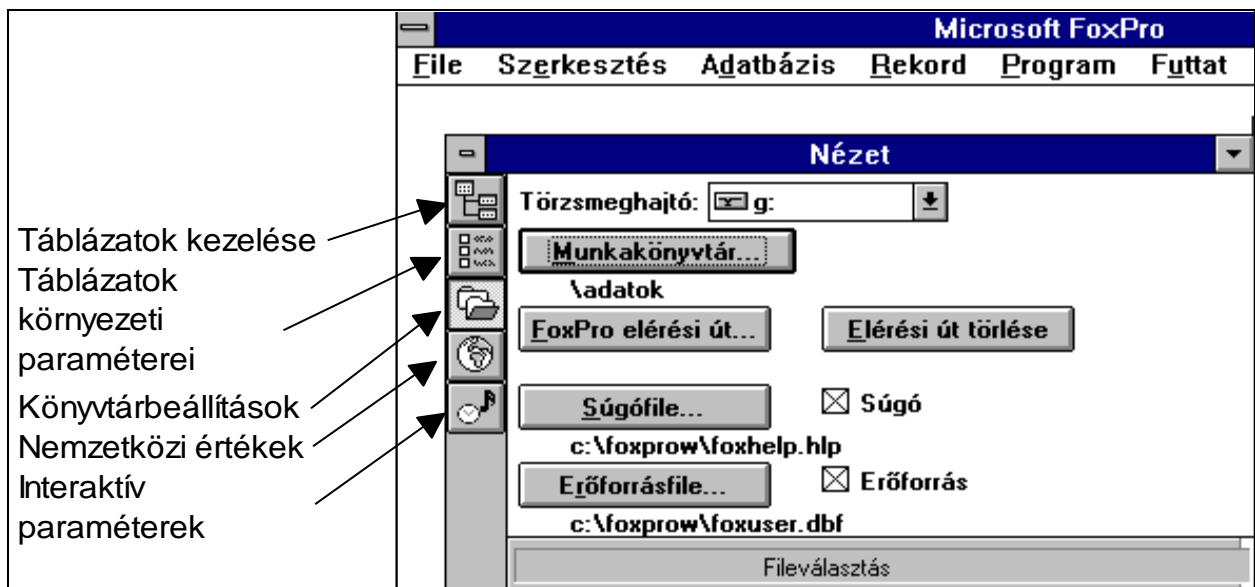 Microsoft FoxPro
File Szerkesztés Adatbázis Rekord Program Futtat
Nézet
Törzsmeghajtó: g:
Munkakönyvtár...
\adatok
FoxPro elérési út... Elérési út törlése
Súgófile... Súgó
c:\foxprow\foxhelp.hlp
Erőforrásfile... Erőforrás
c:\foxprow\foxuser.dbf
Fileválasztás
Táblázatok kezelése
Táblázatok
környezeti
paraméterei
Könyvtárbeállítások
Nemzetközi értékek
Interaktív
paraméterek